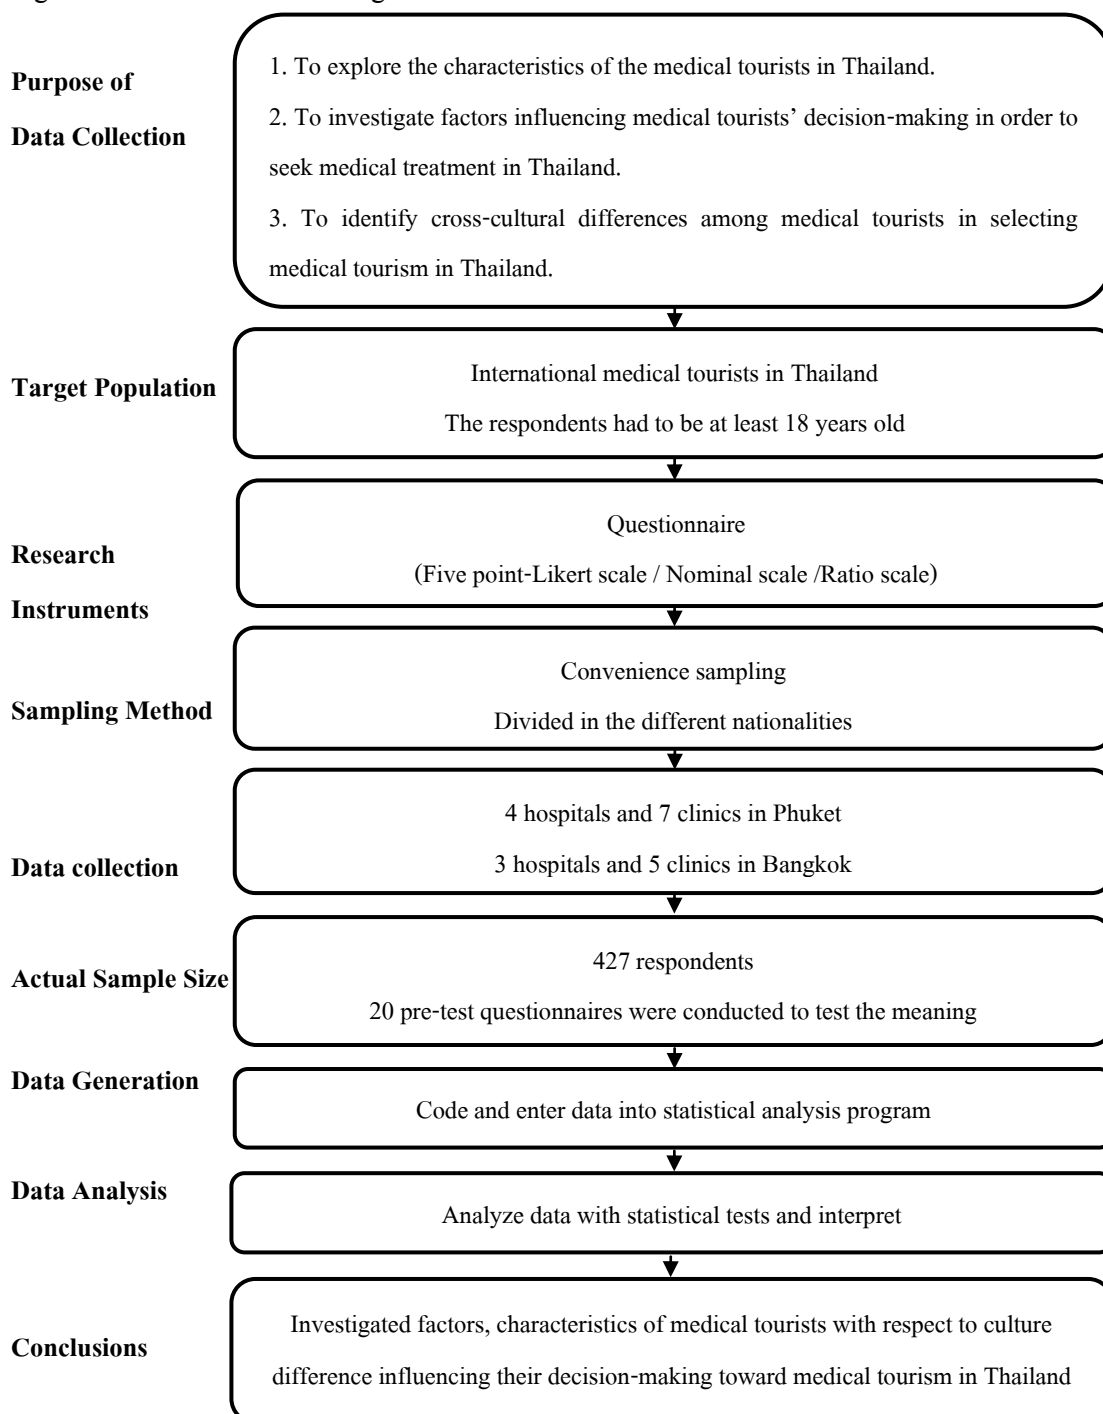 Purpose of
Data Collection
1. To explore the characteristics of the medical tourists in Thailand.
2. To investigate factors influencing medical tourists' decision-making in order to
seek medical treatment in Thailand.
3. To identify cross-cultural differences among medical tourists in selecting
medical tourism in Thailand.
Target Population
International medical tourists in Thailand
The respondents had to be at least 18 years old
Research
Instruments
Questionnaire
(Five point-Likert scale / Nominal scale /Ratio scale)
Sampling Method
Convenience sampling
Divided in the different nationalities
Data collection
4 hospitals and 7 clinics in Phuket
3 hospitals and 5 clinics in Bangkok
Actual Sample Size
427 respondents
20 pre-test questionnaires were conducted to test the meaning
Data Generation
Code and enter data into statistical analysis program
Data Analysis
Analyze data with statistical tests and interpret
Conclusions
Investigated factors, characteristics of medical tourists with respect to culture
difference influencing their decision-making toward medical tourism in Thailand